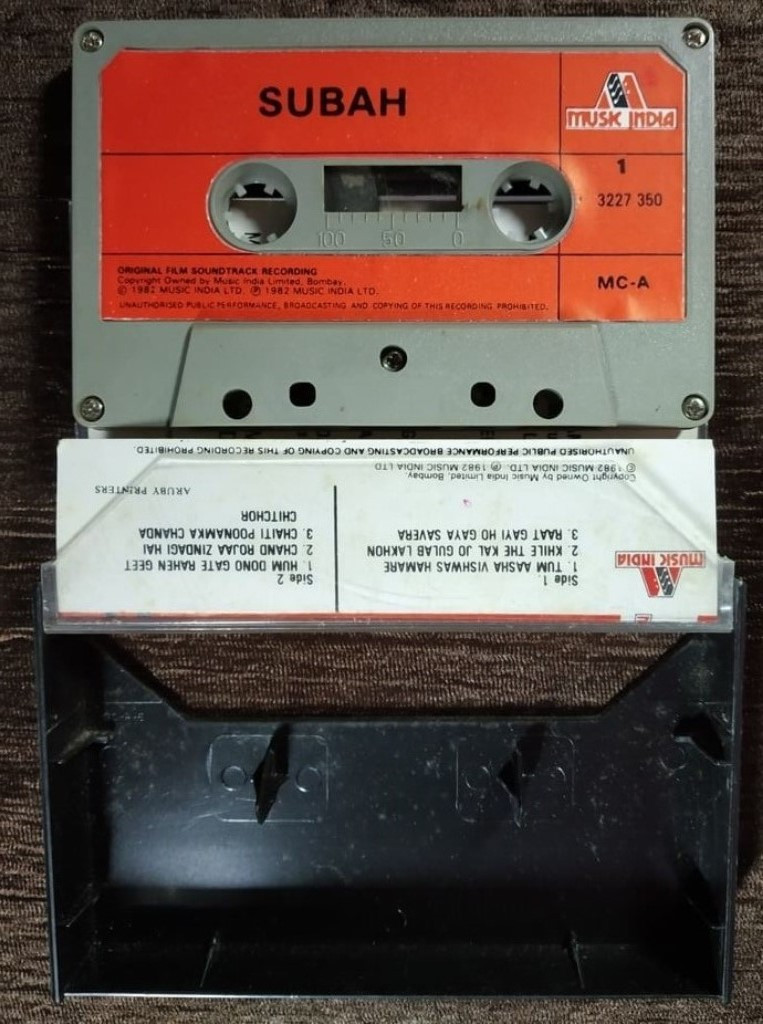 SUBAH
MUSIC INDIA
1
3227 350
100 50 0
ORIGINAL FILM SOUNDTRACK RECORDING
Copyright Owned by Music India Limited, Bombay.
© 1982 MUSIC INDIA LTD. ℗ 1982 MUSIC INDIA LTD.
UNAUTHORISED PUBLIC PERFORMANCE, BROADCASTING AND COPYING OF THIS RECORDING PROHIBITED.
MC-A
MUSIC INDIA
Side 1.
1. TUM AASHA VISHWAS HAMARE
2. KHILE THE KAL JO GULAB LAKHON
3. RAAT GAYI HO GAYA SAVERA
Side 2
1. HUM DONO GATE RAHEN GEET
2. CHAND ROJAA ZINDAGI HAI
3. CHAITI POONAMKA CHANDA
CHITCHOR
ARUBY PRINTERS
Copyright Owned by Music India Limited, Bombay.
© 1982 MUSIC INDIA LTD. ℗ 1982 MUSIC INDIA LTD
UNAUTHORISED PUBLIC PERFORMANCE BROADCASTING AND COPYING OF THIS RECORDING PROHIBITED.